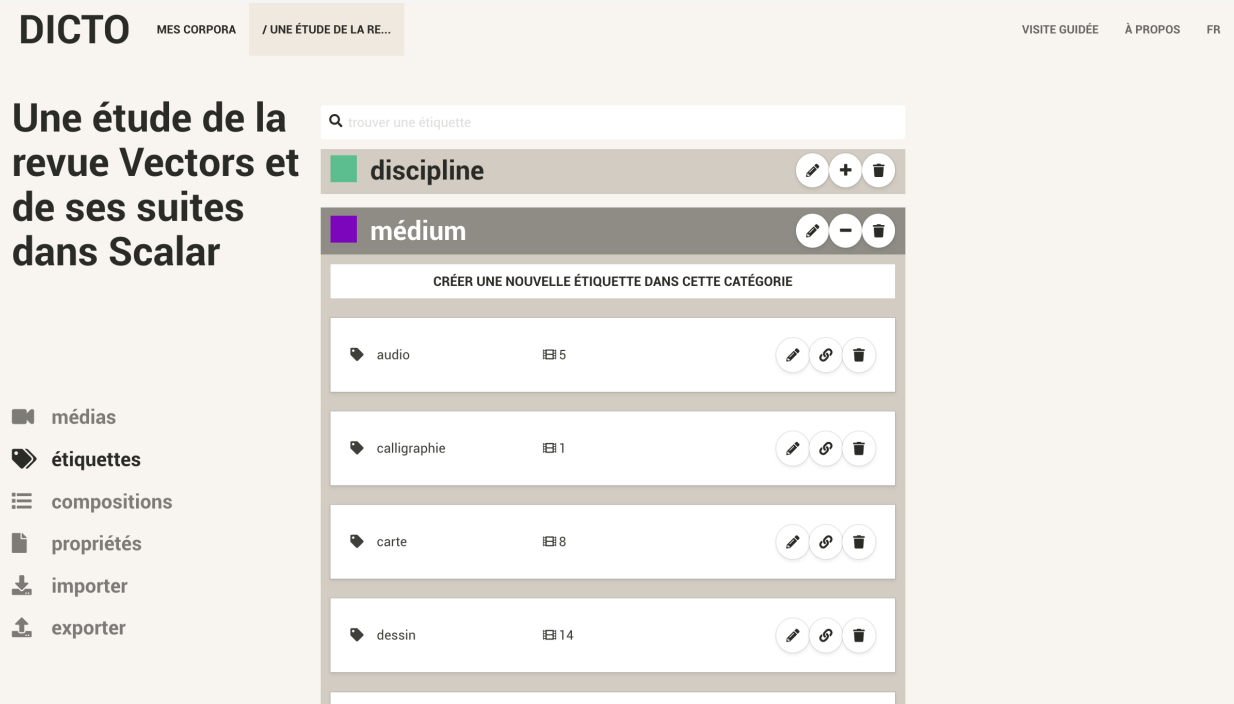 DICTO
MES CORPORA
/ UNE ÉTUDE DE LA RE...
VISITE GUIDÉE
À PROPOS
FR
Une étude de la
revue Vectors et
de ses suites
dans Scalar
médias
étiquettes
compositions
propriétés
importer
exporter
trouver une étiquette
discipline
médium
CRÉER UNE NOUVELLE ÉTIQUETTE DANS CETTE CATÉGORIE
audio
5
calligraphie
1
carte
8
dessin
14